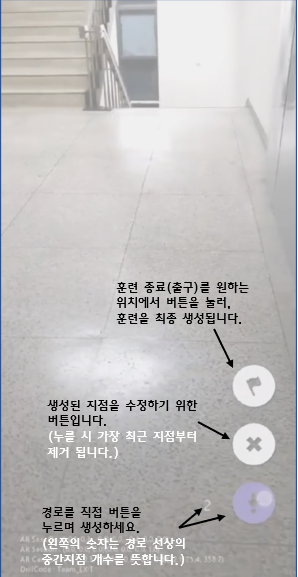 훈련 종료(출구)를 원하는
위치에서 버튼을 눌러,
훈련을 최종 생성됩니다.
생성된 지점을 수정하기 위한
버튼입니다.
(누를 시 가장 최근 지점부터
제거 됩니다.)
2
경로를 직접 버튼을
누르며 생성하세요.
(왼쪽의 숫자는 경로 선상의
중간지점 개수를 뜻합니다.)